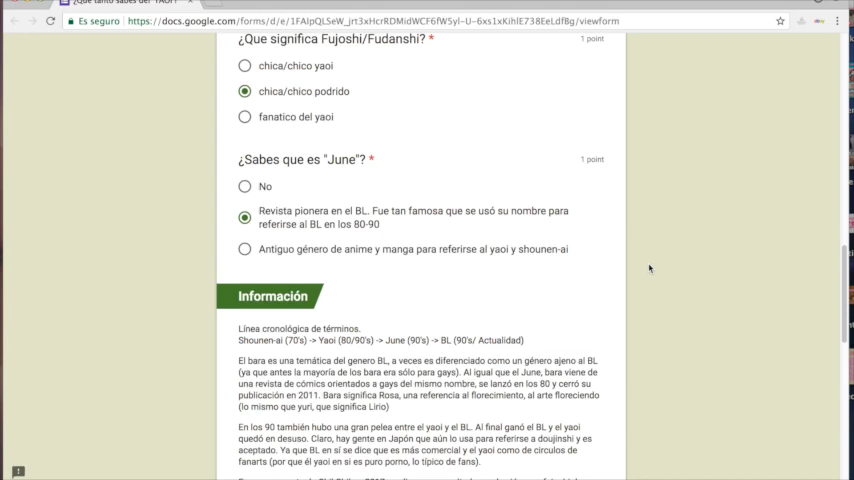 ¿Que tanto sabes del "YAOI"?
Es seguro
https://docs.google.com/forms/d/e/1FAIpQLSeW_jrt3xHcrRDMidWCF6fW5yl-U-6xs1xKihlE738EeLdfBg/viewform
¿Que significa Fujoshi/Fudanshi? *
1 point
chica/chico yaoi
chica/chico podrido
fanatico del yaoi
¿Sabes que es "June"? *
1 point
No
Revista pionera en el BL. Fue tan famosa que se usó su nombre para
referirse al BL en los 80-90
Antiguo género de anime y manga para referirse al yaoi y shounen-ai
Información
Línea cronológica de términos.
Shounen-ai (70's) -> Yaoi (80/90's) -> June (90's) -> BL (90's/ Actualidad)
El bara es una temática del genero BL, a veces es diferenciado como un género ajeno al BL
(ya que antes la mayoría de los bara era sólo para gays). Al igual que el June, bara viene de
una revista de cómics orientados a gays del mismo nombre, se lanzó en los 80 y cerró su
publicación en 2011. Bara significa Rosa, una referencia al florecimiento, al arte floreciendo
(lo mismo que yuri, que significa Lirio)
En los 90 también hubo una gran pelea entre el yaoi y el BL. Al final ganó el BL y el yaoi
quedó en desuso. Claro, hay gente en Japón que aún lo usa para referirse a doujinshi y es
aceptado. Ya que BL en sí se dice que es más comercial y el yaoi como de circulos de
fanarts (por que él yaoi en si es puro porno, lo típico de fans).